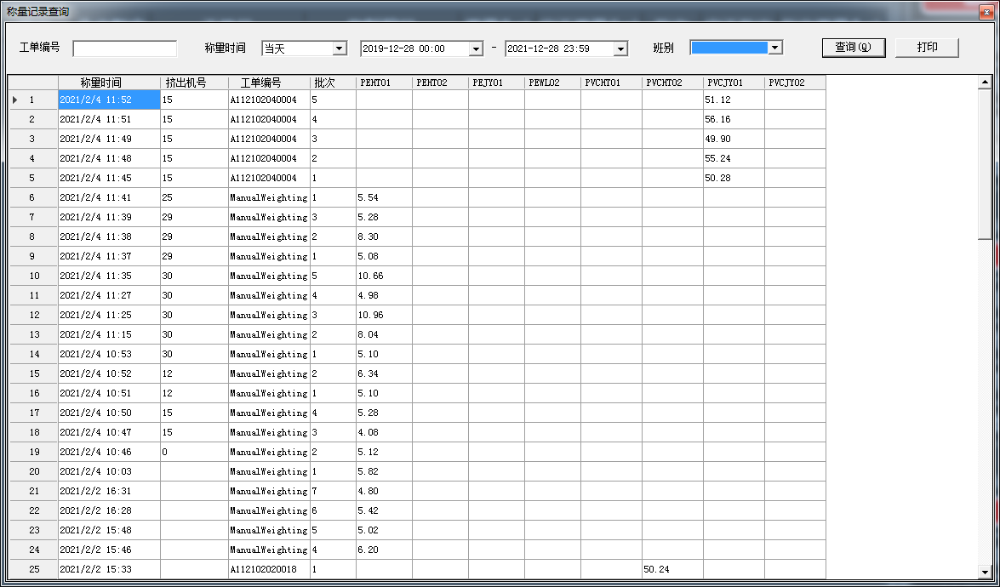 称量记录查询
工单编号 称量时间 当天 2019-12-28 00:00 - 2021-12-28 23:59 班别 查询(Q) 打印
称量时间 挤出机号 工单编号 批次 PEHT01 PEHT02 PEJY01 PEWL02 PVCHT01 PVCHT02 PVCJY01 PVCJY02
1 2021/2/4 11:52 15 A112102040004 5 51.12
2 2021/2/4 11:51 15 A112102040004 4 56.16
3 2021/2/4 11:49 15 A112102040004 3 49.90
4 2021/2/4 11:48 15 A112102040004 2 55.24
5 2021/2/4 11:45 15 A112102040004 1 50.28
6 2021/2/4 11:41 25 ManualWeighting 1 5.54
7 2021/2/4 11:39 29 ManualWeighting 3 5.28
8 2021/2/4 11:38 29 ManualWeighting 2 8.30
9 2021/2/4 11:37 29 ManualWeighting 1 5.08
10 2021/2/4 11:35 30 ManualWeighting 5 10.66
11 2021/2/4 11:27 30 ManualWeighting 4 4.98
12 2021/2/4 11:25 30 ManualWeighting 3 10.96
13 2021/2/4 11:15 30 ManualWeighting 2 8.04
14 2021/2/4 10:53 30 ManualWeighting 1 5.10
15 2021/2/4 10:52 12 ManualWeighting 2 6.34
16 2021/2/4 10:51 12 ManualWeighting 1 5.10
17 2021/2/4 10:50 15 ManualWeighting 4 5.28
18 2021/2/4 10:47 15 ManualWeighting 3 4.08
19 2021/2/4 10:46 0 ManualWeighting 2 5.12
20 2021/2/4 10:03 ManualWeighting 1 5.82
21 2021/2/2 16:31 ManualWeighting 7 4.80
22 2021/2/2 16:28 ManualWeighting 6 5.42
23 2021/2/2 15:48 ManualWeighting 5 5.02
24 2021/2/2 15:46 ManualWeighting 4 6.20
25 2021/2/2 15:33 A112102020018 1 50.24